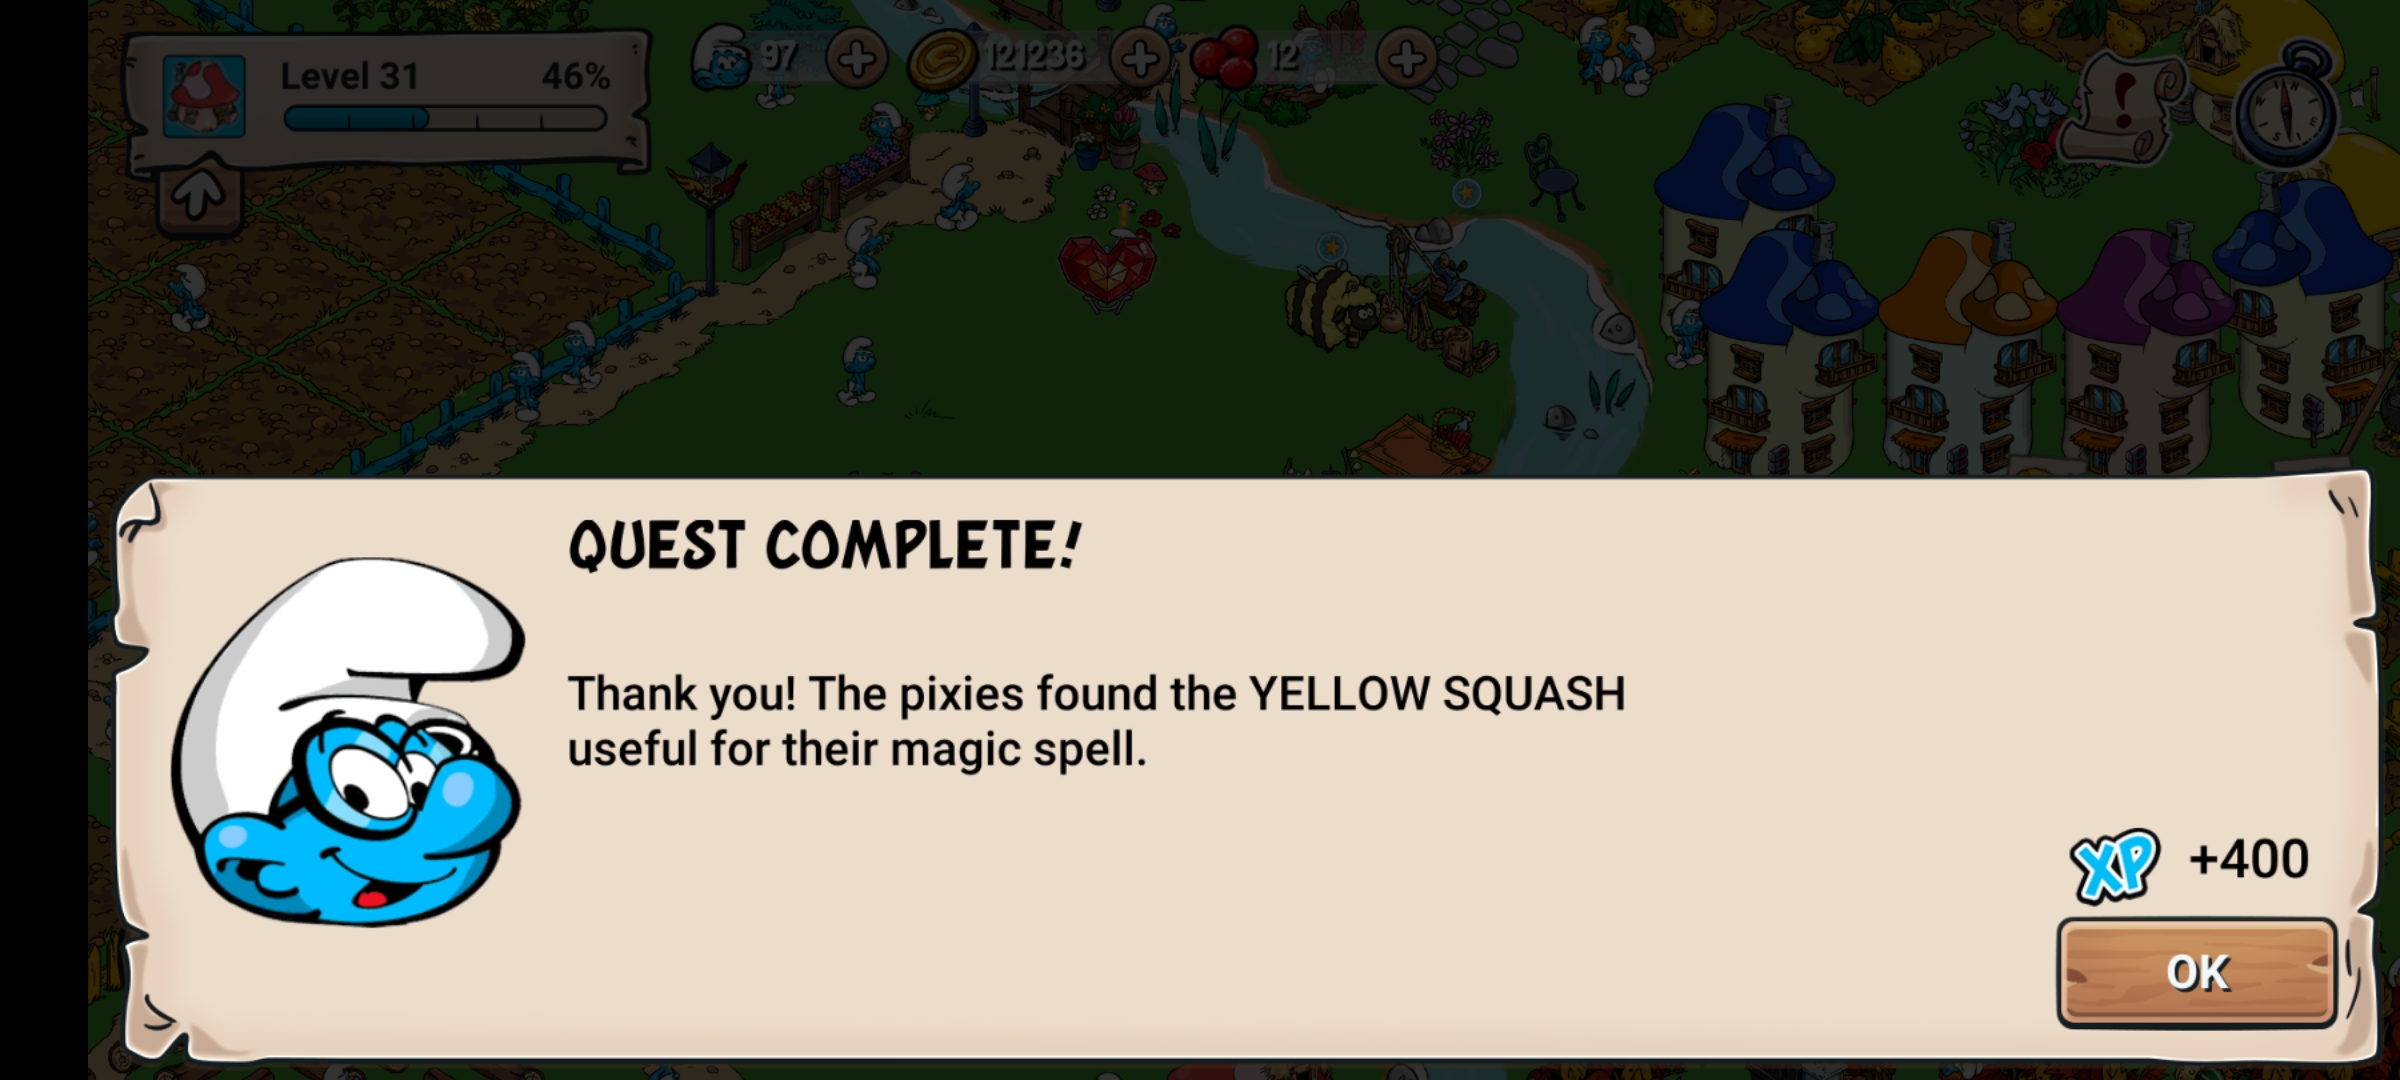 Level 31 46%
97
121236
12
QUEST COMPLETE!
Thank you! The pixies found the YELLOW SQUASH
useful for their magic spell.
XP +400
OK